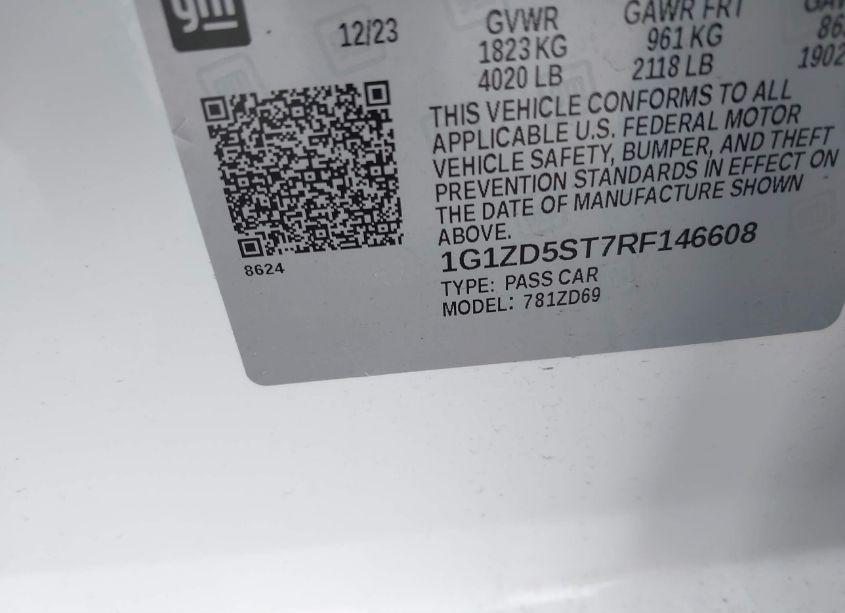 gm
12/23
GVWR
1823 KG
4020 LB
GAWR FRT
961 KG
2118 LB
1902
THIS VEHICLE CONFORMS TO ALL
APPLICABLE U.S. FEDERAL MOTOR
VEHICLE SAFETY, BUMPER, AND THEFT
PREVENTION STANDARDS IN EFFECT ON
THE DATE OF MANUFACTURE SHOWN
ABOVE.
1G1ZD5ST7RF146608
TYPE: PASS CAR
MODEL: 781ZD69
8624